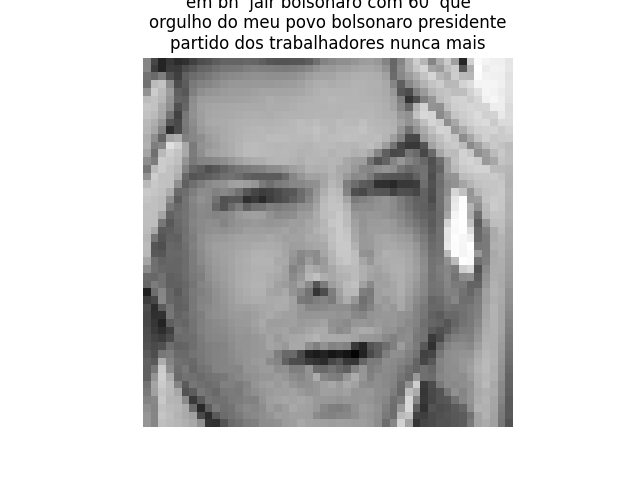 em bh  jair bolsonaro com 60  que
orgulho do meu povo bolsonaro presidente
partido dos trabalhadores nunca mais